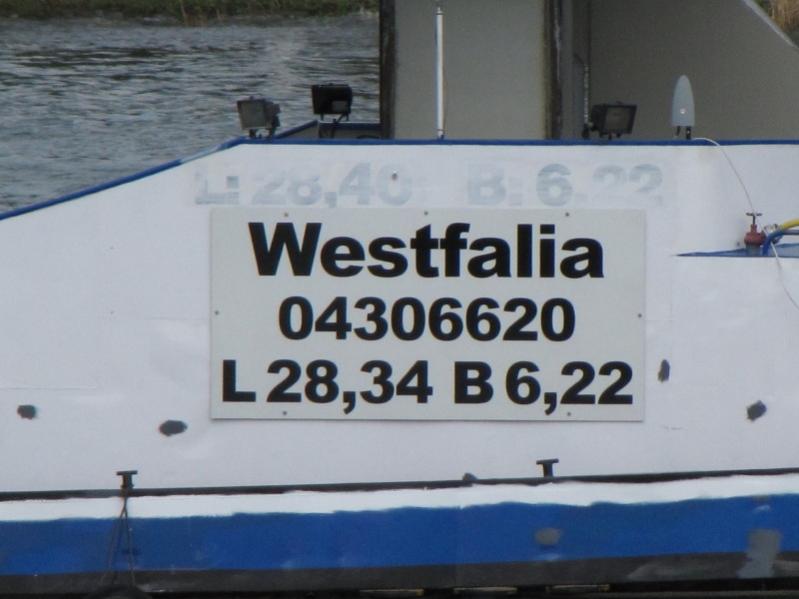 L: 28,40 B: 6.22
Westfalia
04306620
L 28,34 B 6,22